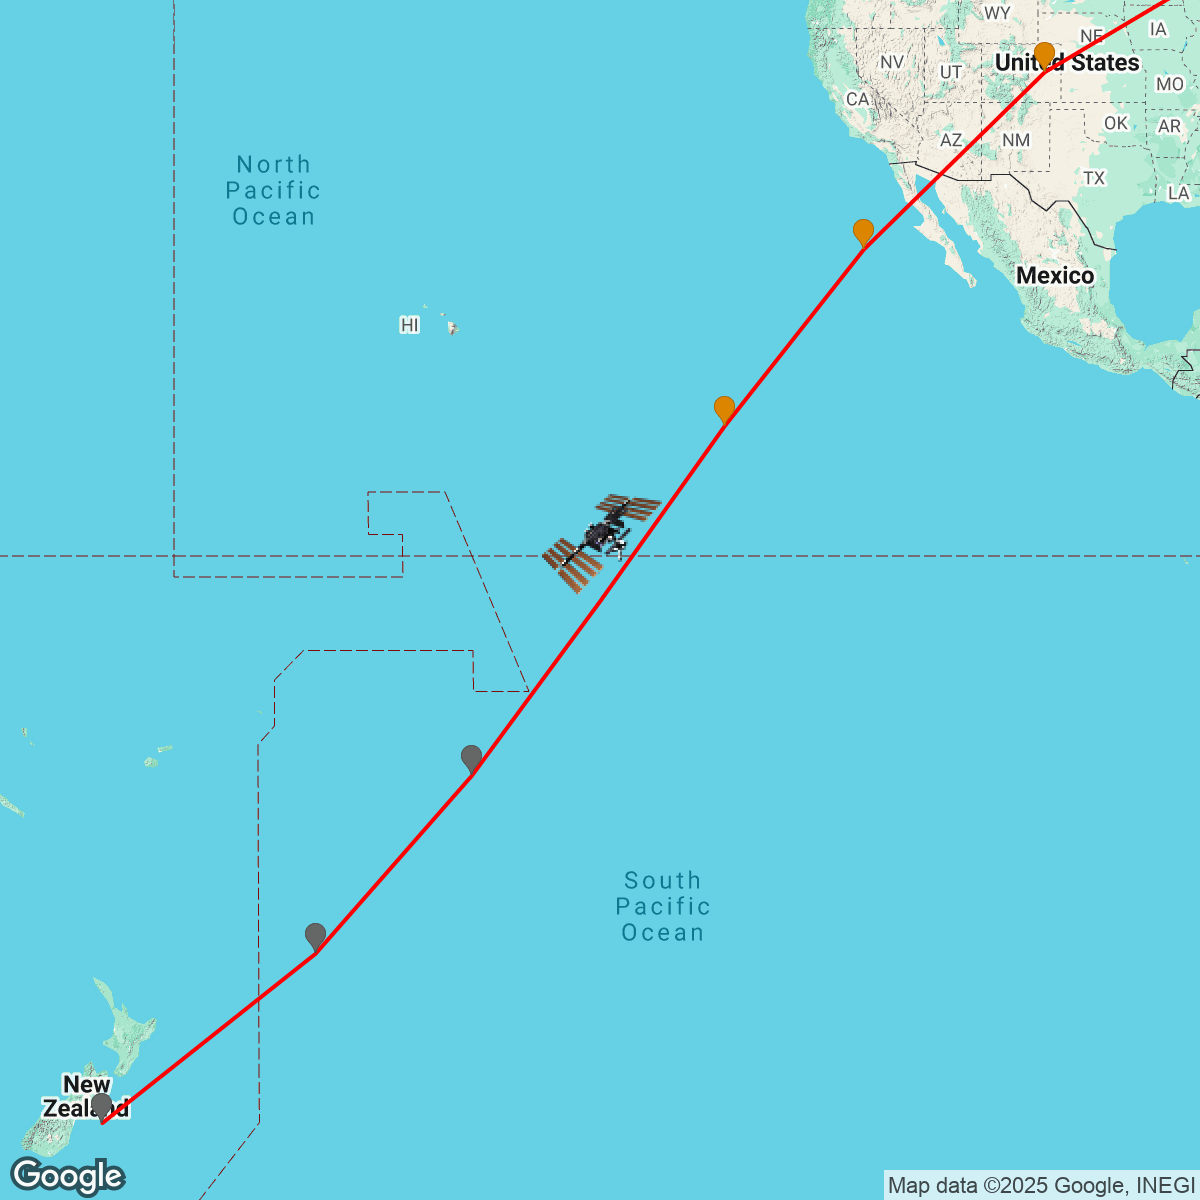 WY
NE
IA
United States
NV
UT
MO
CA
OK
AR
AZ
NM
TX
LA
North
Pacific
Ocean
Mexico
HI
South
Pacific
Ocean
New
Zealand
Google
Map data ©2025 Google, INEGI